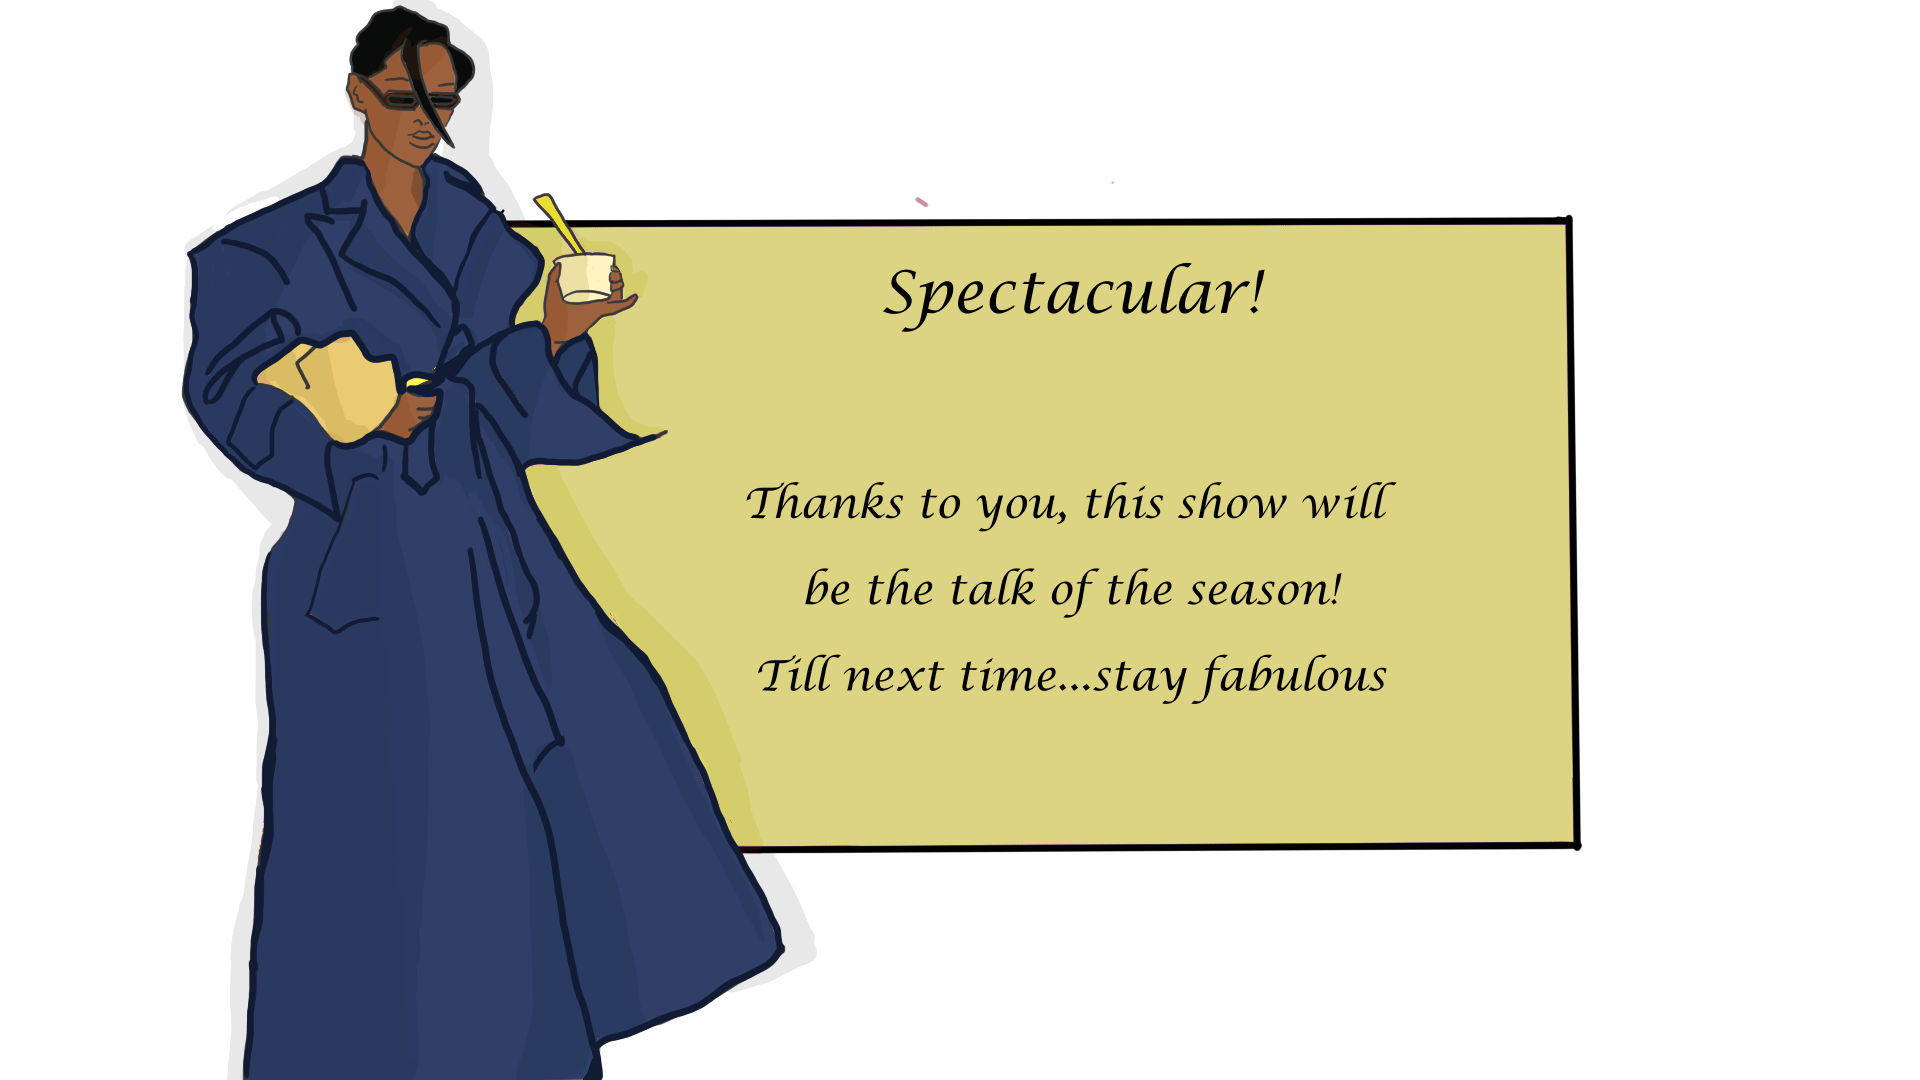 Spectacular!
Thanks to you, this show will
be the talk of the season!
Till next time...stay fabulous